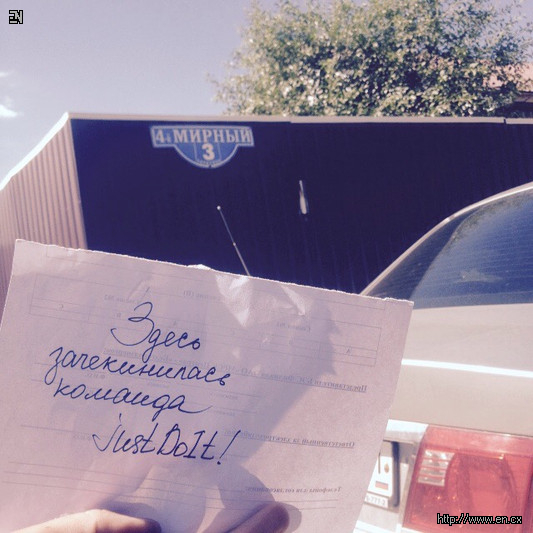 EN
4й МИРНЫЙ
3
Здесь
зачекинилась
команда
justDoIt!
http://www.en.cx